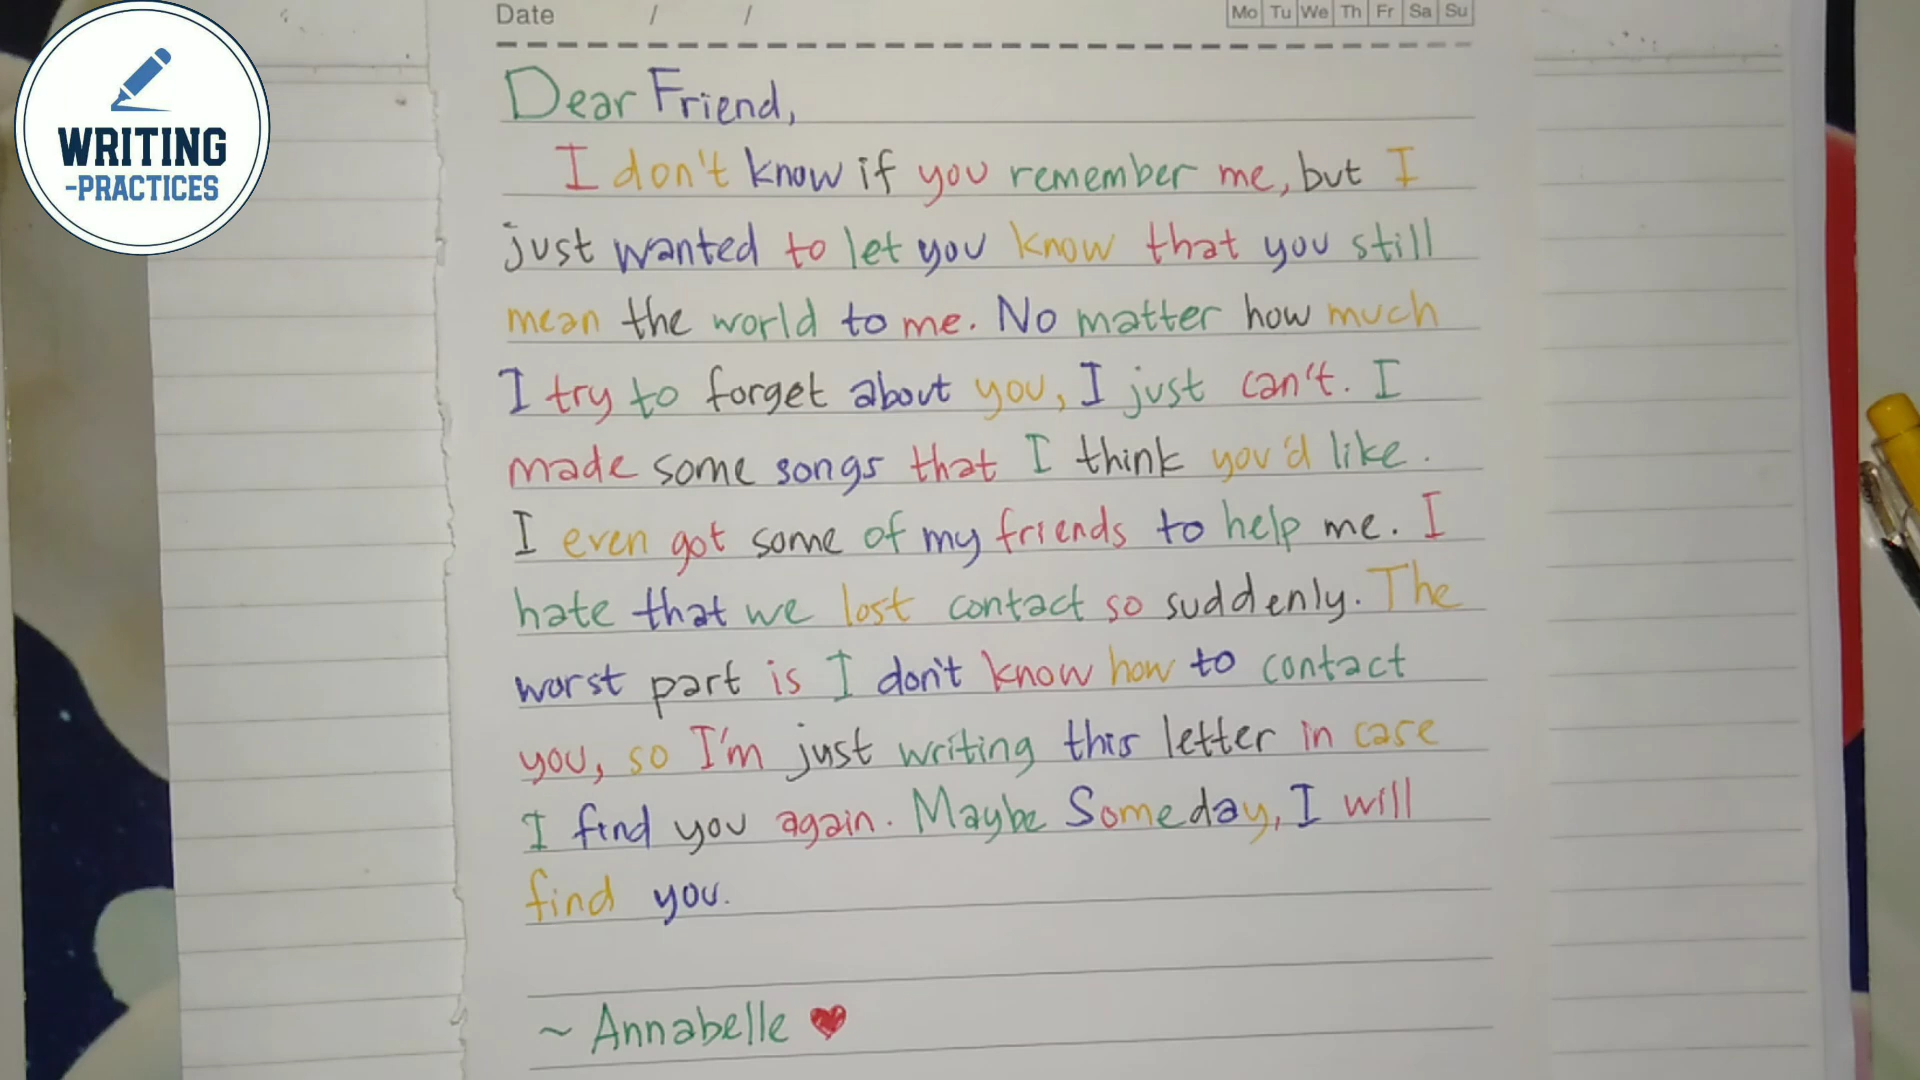 WRITING
-PRACTICES
Date / /
Mo Tu We Th Fr Sa Su
Dear Friend,
I don't know if you remember me, but I
just wanted to let you know that you still
mean the world to me. No matter how much
I try to forget about you, I just can't. I
made some songs that I think you'd like.
I even got some of my friends to help me. I
hate that we lost contact so suddenly. The
worst part is I don't know how to contact
you, so I'm just writing this letter in case
I find you again. Maybe Someday, I will
find you.
~ Annabelle ❤